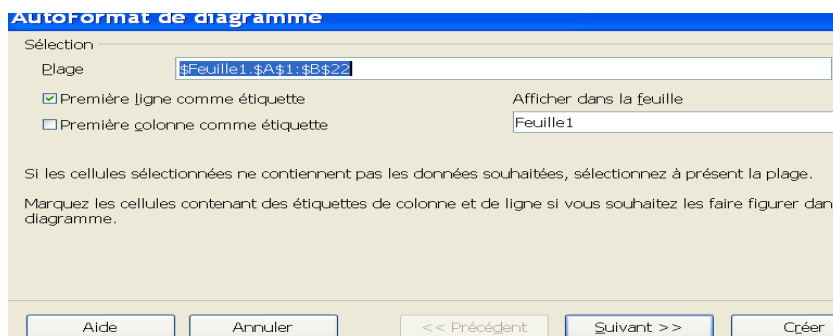 AutoFormat de diagramme
Sélection
Plage
$Feuille1.$A$1:$B$22
Première ligne comme étiquette
Afficher dans la feuille
Première colonne comme étiquette
Feuille1
Si les cellules sélectionnées ne contiennent pas les données souhaitées, sélectionnez à présent la plage.
Marquez les cellules contenant des étiquettes de colonne et de ligne si vous souhaitez les faire figurer dan
diagramme.
Aide
Annuler
<< Précédent
Suivant >>
Créer